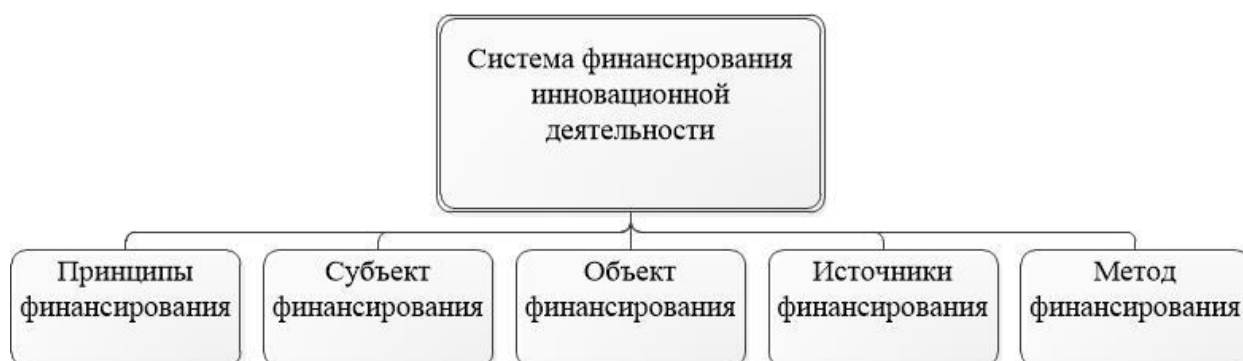 Система финансирования
инновационной
деятельности
Принципы
финансирования
Субъект
финансирования
Объект
финансирования
Источники
финансирования
Метод
финансирования